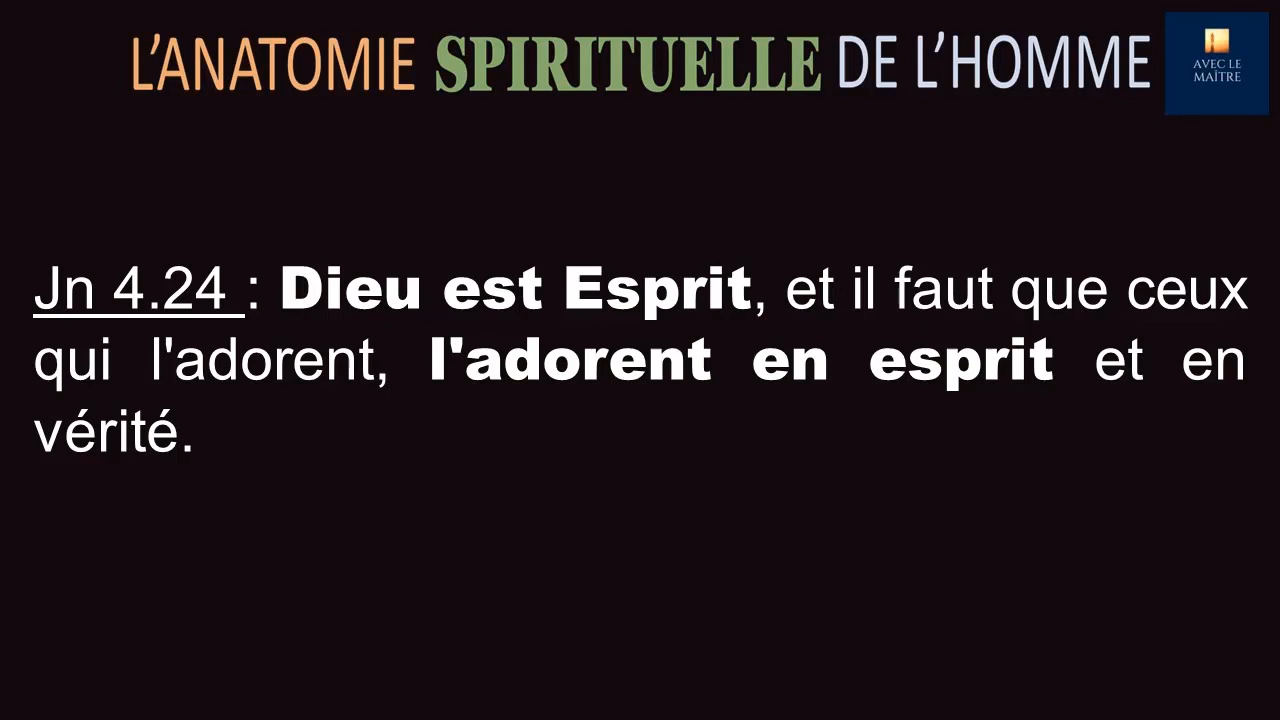 L'ANATOMIE SPIRITUELLE DE L'HOMME
AVEC LE
MAÎTRE
Jn 4.24 : Dieu est Esprit, et il faut que ceux
qui l'adorent, l'adorent en esprit et en
vérité.